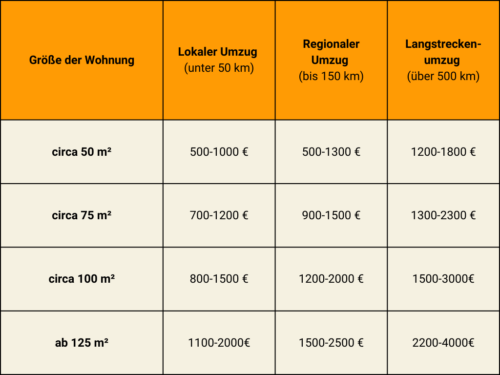 Größe der Wohnung
Lokaler Umzug
(unter 50 km)
Regionaler
Umzug
(bis 150 km)
Langstrecken-
umzug
(über 500 km)
circa 50 m²
500-1000 €
500-1300 €
1200-1800 €
circa 75 m²
700-1200 €
900-1500 €
1300-2300 €
circa 100 m²
800-1500 €
1200-2000 €
1500-3000€
ab 125 m²
1100-2000€
1500-2500 €
2200-4000€